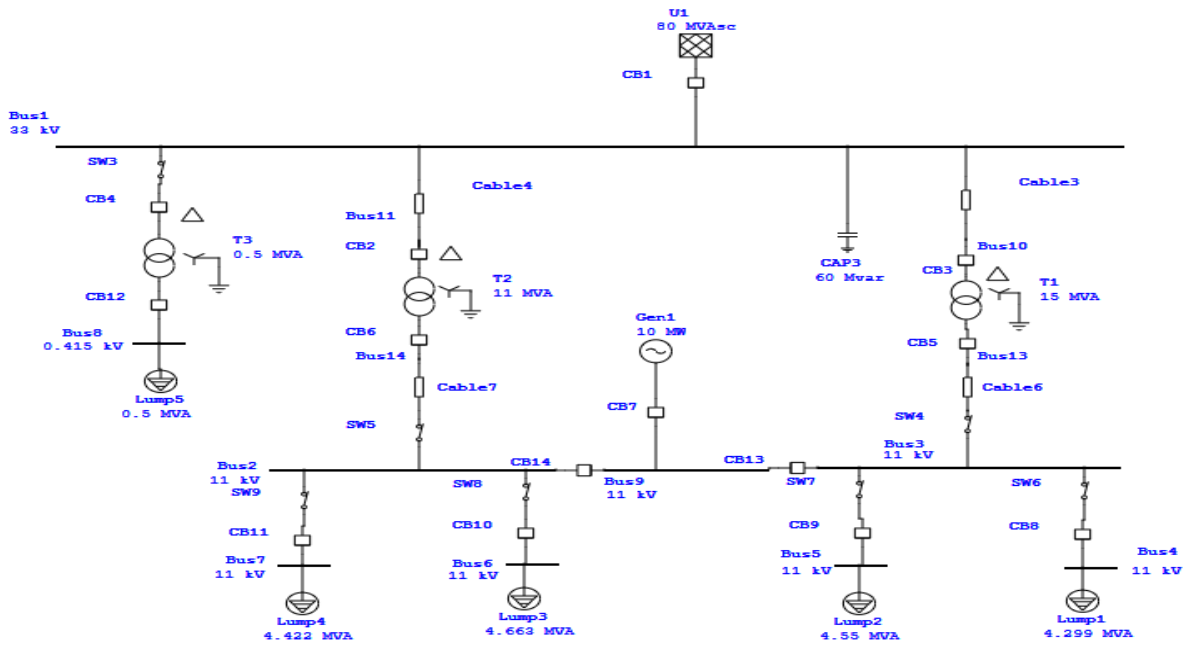 U1
80 MVAsc
CB1
Bus1
33 kV
SW3
Cable4
Cable3
CB4
Bus11
T3
0.5 MVA
CB2
Bus10
CAP3
60 Mvar
CB3
T2
11 MVA
T1
15 MVA
CB12
Gen1
10 MW
Bus8
0.415 kV
CB6
Bus14
CB5
Bus13
Cable7
Cable6
Lump5
0.5 MVA
CB7
SW5
SW4
Bus3
11 kV
Bus2
11 kV
CB14
CB13
SW9
SW8
Bus9
11 kV
SW7
SW6
CB11
CB10
CB9
CB8
Bus7
11 kV
Bus6
11 kV
Bus5
11 kV
Bus4
11 kV
Lump4
4.422 MVA
Lump3
4.663 MVA
Lump2
4.55 MVA
Lump1
4.299 MVA